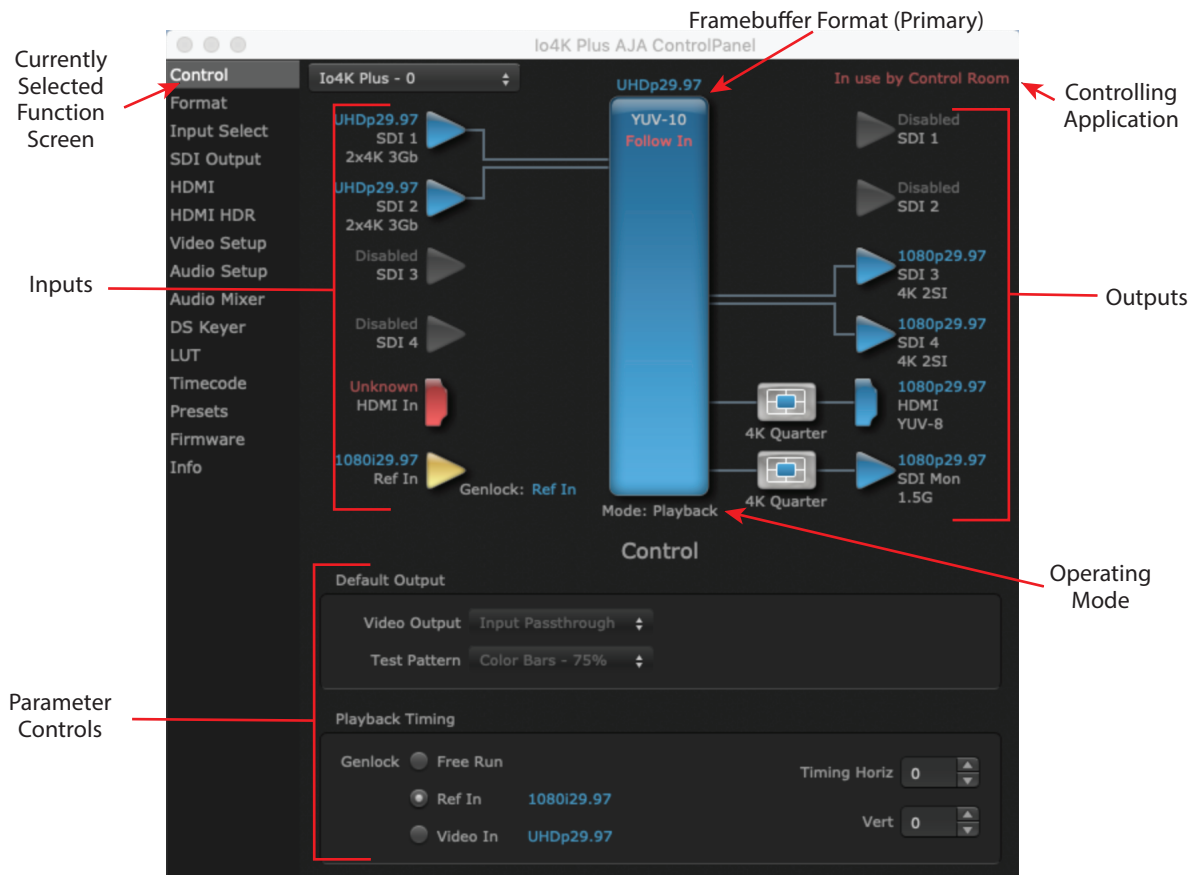 Framebuffer Format (Primary)
Currently
Selected
Function
Screen
Io4K Plus AJA ControlPanel
Control
Format
Input Select
SDI Output
HDMI
HDMI HDR
Video Setup
Audio Setup
Audio Mixer
DS Keyer
LUT
Timecode
Presets
Firmware
Info
Io4K Plus - 0
UHDp29.97
In use by Control Room
Controlling
Application
UHDp29.97
SDI 1
2x4K 3Gb
UHDp29.97
SDI 2
2x4K 3Gb
Disabled
SDI 3
Disabled
SDI 4
Unknown
HDMI In
1080i29.97
Ref In
Genlock: Ref In
YUV-10
Follow In
Mode: Playback
Disabled
SDI 1
Disabled
SDI 2
1080p29.97
SDI 3
4K 2SI
1080p29.97
SDI 4
4K 2SI
4K Quarter
1080p29.97
HDMI
YUV-8
4K Quarter
1080p29.97
SDI Mon
1.5G
Inputs
Outputs
Operating
Mode
Control
Default Output
Video Output Input Passthrough
Test Pattern Color Bars - 75%
Parameter
Controls
Playback Timing
Genlock Free Run
Ref In 1080i29.97
Video In UHDp29.97
Timing Horiz 0
Vert 0